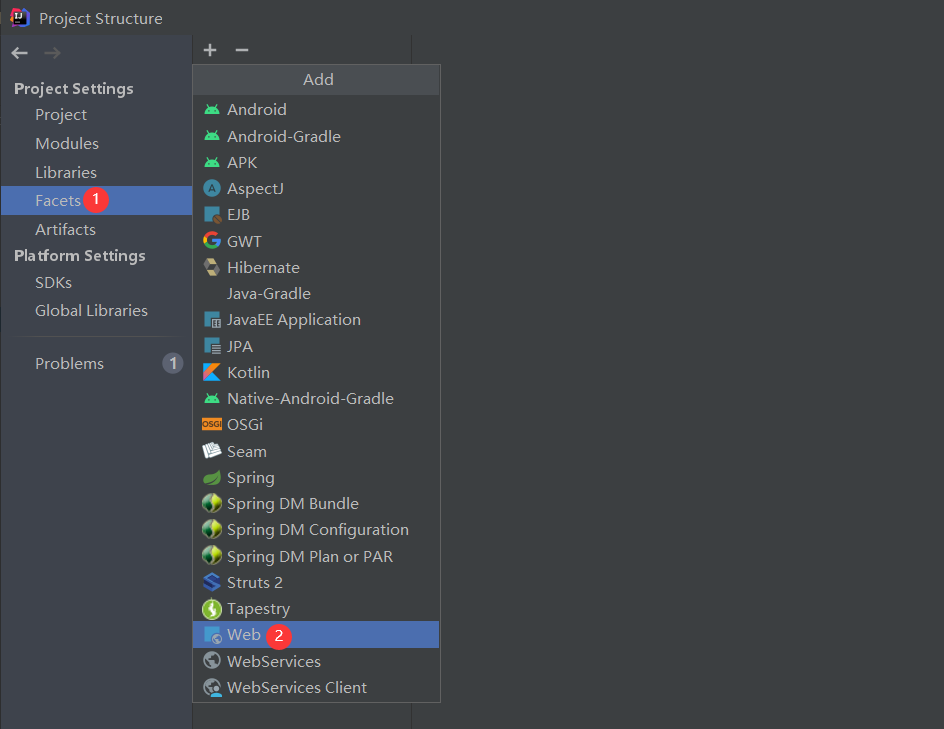 Project Structure
Project Settings
Project
Modules
Libraries
Facets 1
Artifacts
Platform Settings
SDKs
Global Libraries
Problems 1
Add
Android
Android-Gradle
APK
AspectJ
EJB
GWT
Hibernate
Java-Gradle
JavaEE Application
JPA
Kotlin
Native-Android-Gradle
OSGi
Seam
Spring
Spring DM Bundle
Spring DM Configuration
Spring DM Plan or PAR
Struts 2
Tapestry
Web 2
WebServices
WebServices Client